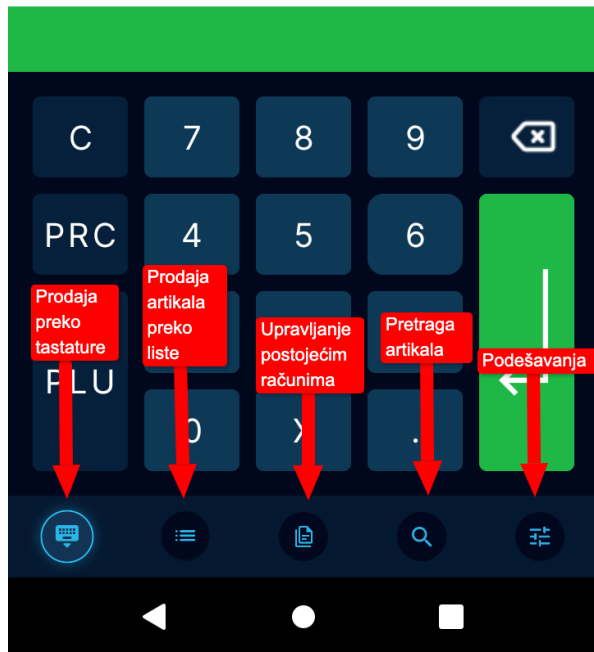 C 7 8 9
PRC 4 5 6
Prodaja
preko
tastature
Prodaja
artikala
preko
liste
Upravljanje
postojećim
računima
Pretraga
artikala
Podešavanja
PLU
0 X .